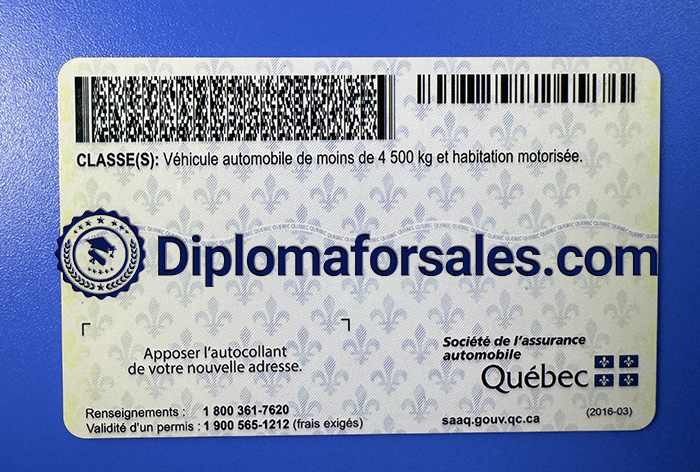 CLASSE(S): Véhicule automobile de moins de 4 500 kg et habitation motorisée.
Diplomaforsales.com
Apposer l'autocollant
de votre nouvelle adresse.
Société de l'assurance
automobile
Québec
Renseignements : 1 800 361-7620
Validité d'un permis : 1 900 565-1212 (frais exigés)
saaq.gouv.qc.ca
(2016-03)